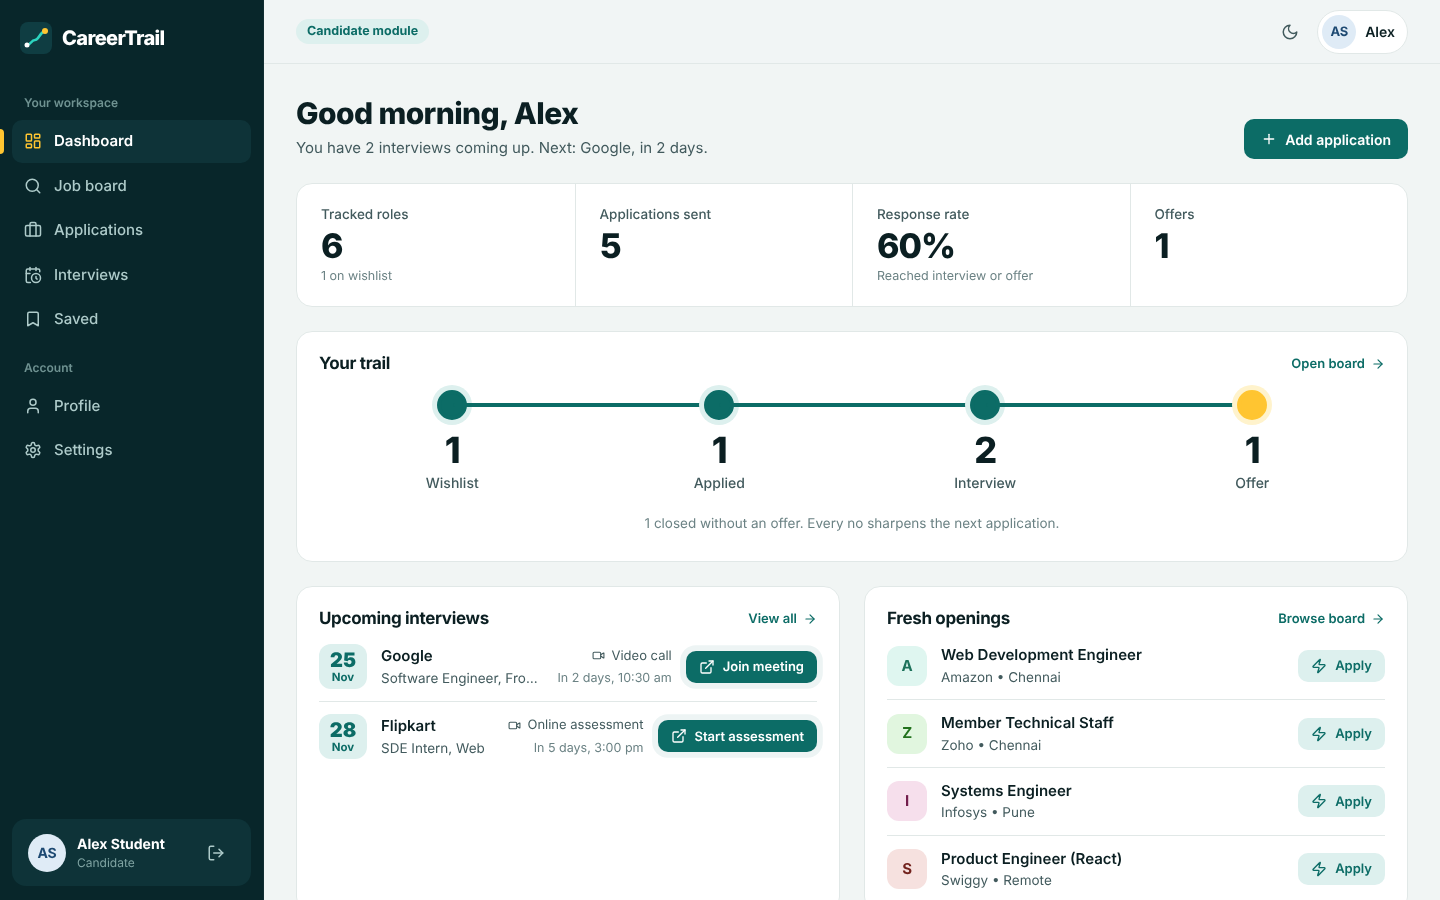 CareerTrail
Your workspace
Dashboard
Job board
Applications
Interviews
Saved
Account
Profile
Settings
AS
Alex Student
Candidate
Candidate module
AS
Alex
Good morning, Alex
You have 2 interviews coming up. Next: Google, in 2 days.
Add application
Tracked roles
6
1 on wishlist
Applications sent
5
Response rate
60%
Reached interview or offer
Offers
1
Your trail
Open board
1
Wishlist
1
Applied
2
Interview
1
Offer
1 closed without an offer. Every no sharpens the next application.
Upcoming interviews
View all
25
Nov
Google
Software Engineer, Fro...
Video call
In 2 days, 10:30 am
Join meeting
28
Nov
Flipkart
SDE Intern, Web
Online assessment
In 5 days, 3:00 pm
Start assessment
Fresh openings
Browse board
A
Web Development Engineer
Amazon • Chennai
Apply
Z
Member Technical Staff
Zoho • Chennai
Apply
I
Systems Engineer
Infosys • Pune
Apply
S
Product Engineer (React)
Swiggy • Remote
Apply